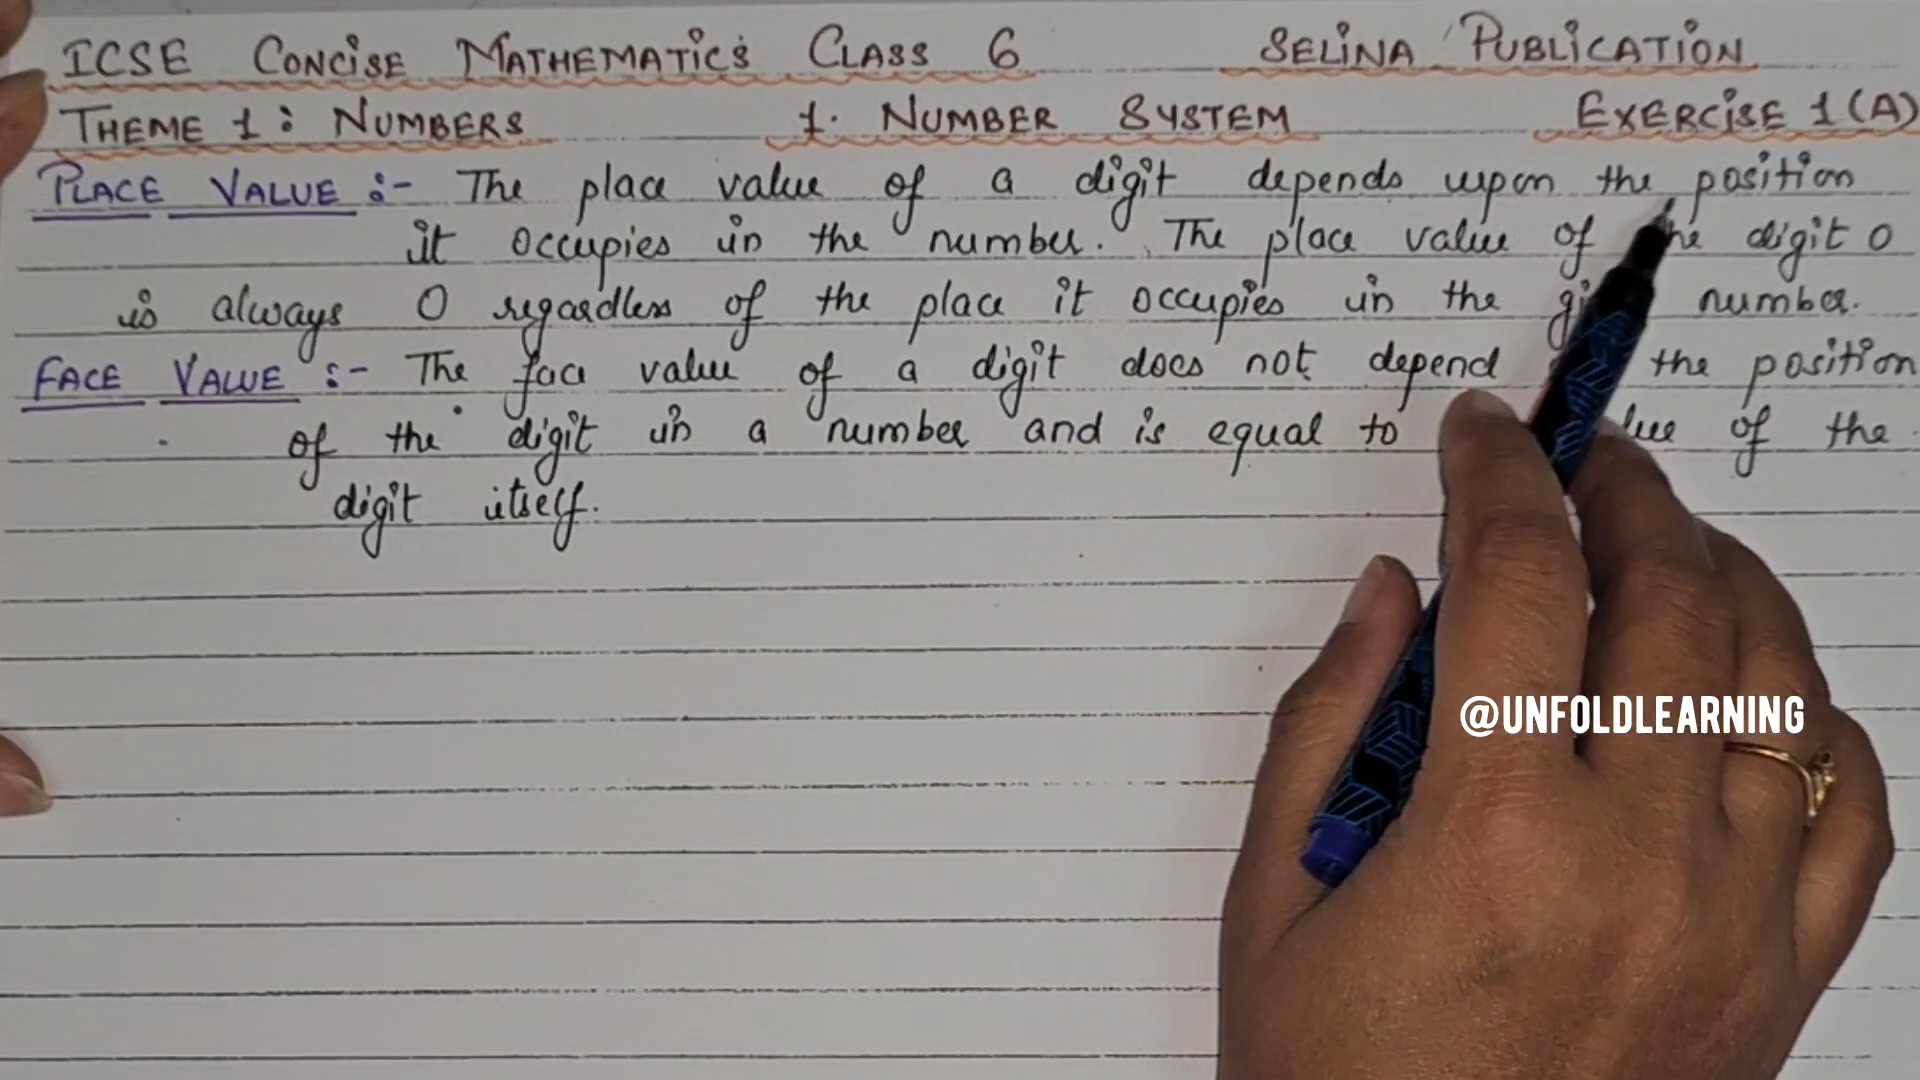 ICSE CONCISE MATHEMATICS CLASS 6 SELINA PUBLICATION
THEME 1: NUMBERS 1. NUMBER SYSTEM EXERCISE 1(A)
PLACE VALUE :- The place value of a digit depends upon the position
it occupies in the number. The place value of the digit 0
is always 0 regardless of the place it occupies in the number.
FACE VALUE :- The face value of a digit does not depend the position
of the digit in a number and is equal to of the
digit itself.
@UNFOLDLEARNING